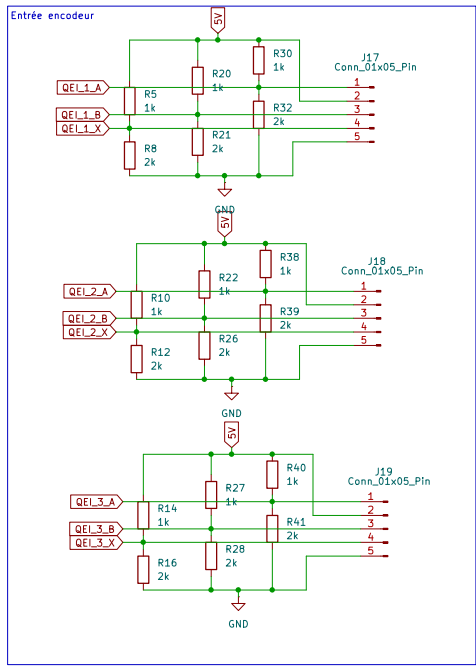 Entrée encodeur
5V
J17
Conn_01x05_Pin
R30
1k
R20
1k
QEI_1_A
1
R5
1k
2
R32
2k
QEI_1_B
3
QEI_1_X
4
R21
2k
5
R8
2k
GND
5V
J18
Conn_01x05_Pin
R38
1k
R22
1k
QEI_2_A
1
R10
1k
2
R39
2k
QEI_2_B
3
QEI_2_X
4
R26
2k
5
R12
2k
GND
5V
J19
Conn_01x05_Pin
R40
1k
R27
1k
QEI_3_A
1
R14
1k
2
R41
2k
QEI_3_B
3
QEI_3_X
4
R28
2k
5
R16
2k
GND